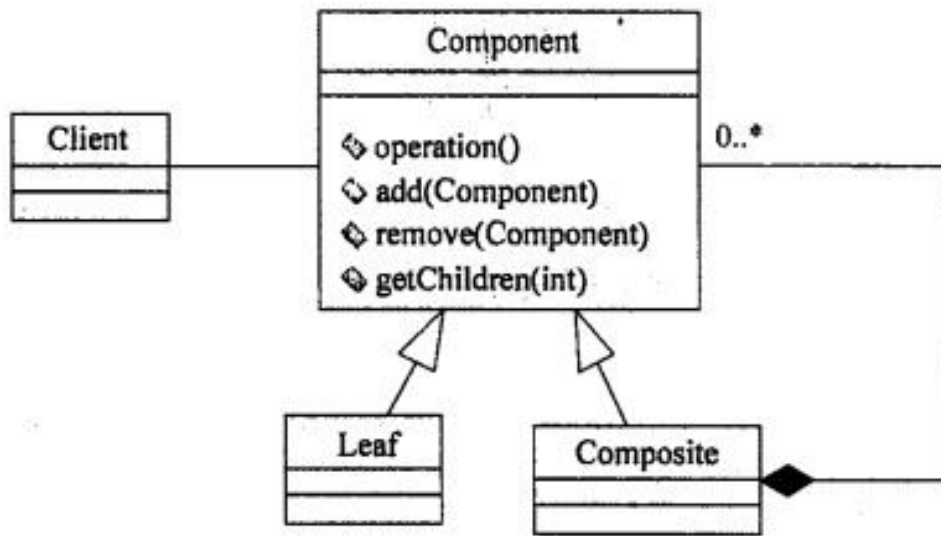 Component
Client
operation()
0..*
add(Component)
remove(Component)
getChildren(int)
Leaf
Composite